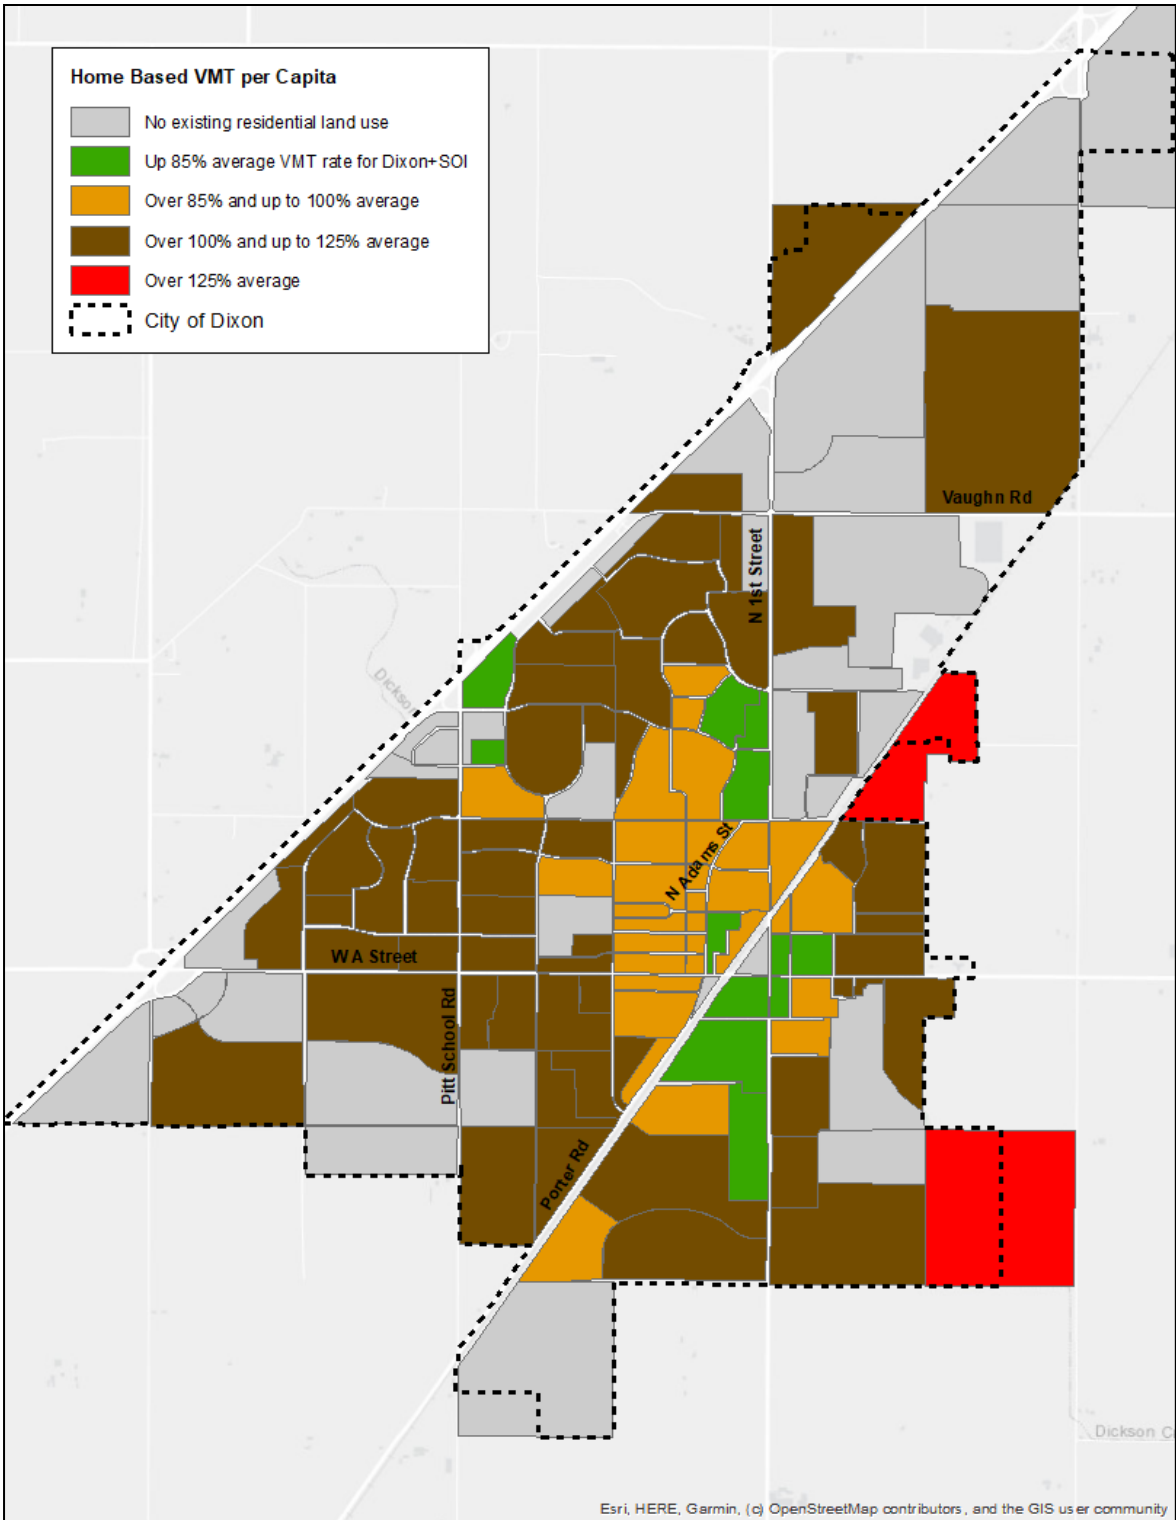 Home Based VMT per Capita
No existing residential land use
Up 85% average VMT rate for Dixon+SOI
Over 85% and up to 100% average
Over 100% and up to 125% average
Over 125% average
City of Dixon
Vaughn Rd
N 1st Street
Dickson
N Adams St
W A Street
Pitt School Rd
Porter Rd
Dickson C
Esri, HERE, Garmin, (c) OpenStreetMap contributors, and the GIS user community